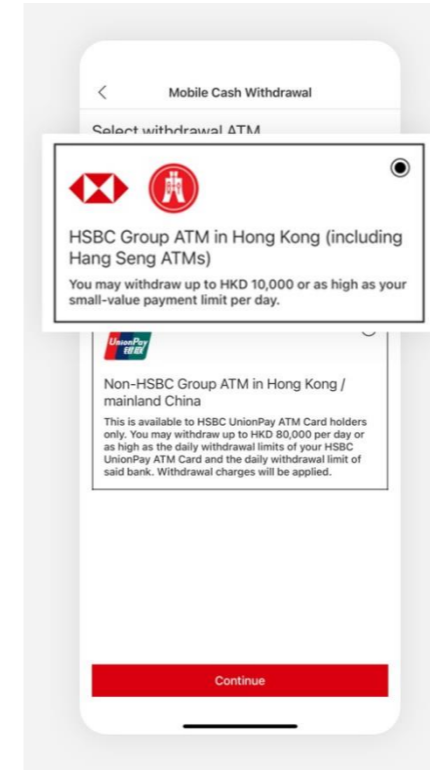 Mobile Cash Withdrawal
Select withdrawal ATM
HSBC Group ATM in Hong Kong (including
Hang Seng ATMs)
You may withdraw up to HKD 10,000 or as high as your
small-value payment limit per day.
UnionPay
银联
Non-HSBC Group ATM in Hong Kong /
mainland China
This is available to HSBC UnionPay ATM Card holders
only. You may withdraw up to HKD 80,000 per day or
as high as the daily withdrawal limits of your HSBC
UnionPay ATM Card and the daily withdrawal limit of
said bank. Withdrawal charges will be applied.
Continue